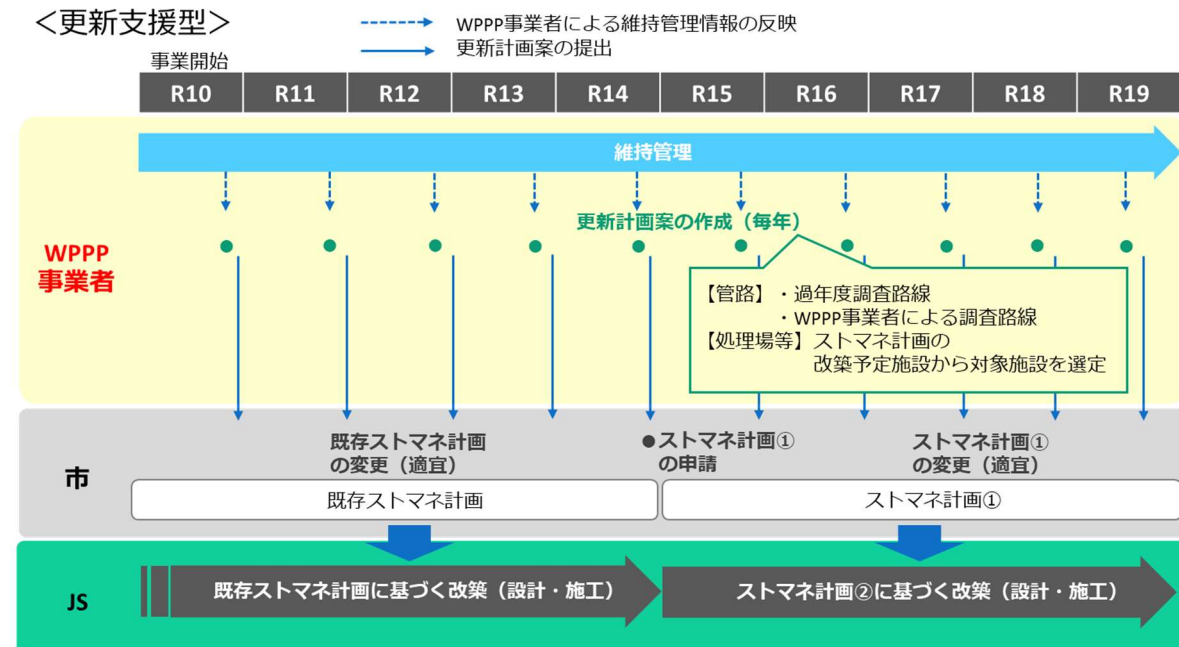 ＜更新支援型＞
WPPP事業者による維持管理情報の反映
更新計画案の提出
事業開始
R10 R11 R12 R13 R14 R15 R16 R17 R18 R19
維持管理
更新計画案の作成（毎年）
WPPP
事業者
【管路】・過年度調査路線
・WPPP事業者による調査路線
【処理場等】ストマネ計画の
改築予定施設から対象施設を選定
市
既存ストマネ計画
の変更（適宜）
●ストマネ計画①
の申請
ストマネ計画①
の変更（適宜）
既存ストマネ計画
ストマネ計画①
JS
既存ストマネ計画に基づく改築（設計・施工）
ストマネ計画②に基づく改築（設計・施工）